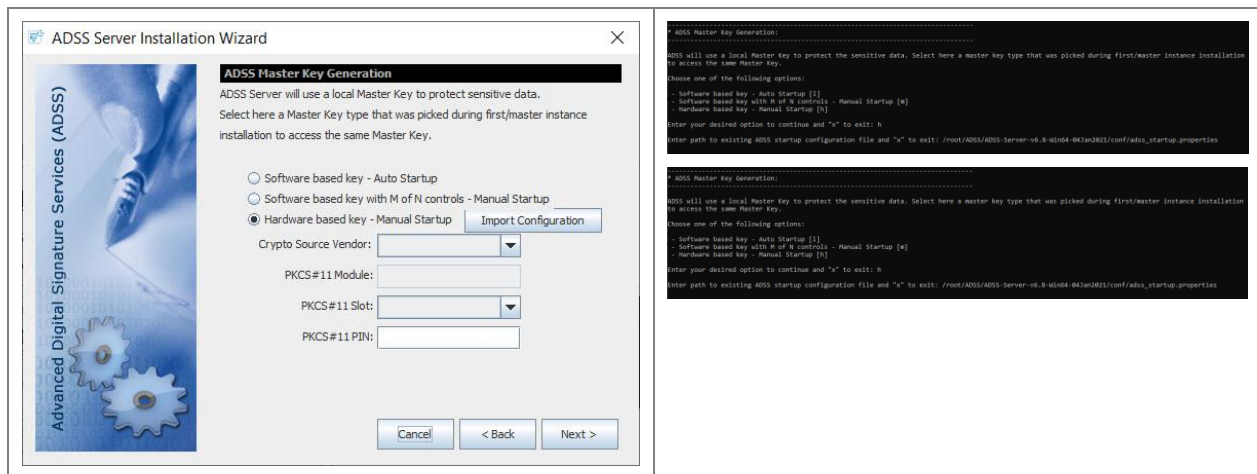 ADSS Server Installation Wizard
Advanced Digital Signature Services (ADSS)
ADSS Master Key Generation
ADSS Server will use a local Master Key to protect sensitive data.
Select here a Master Key type that was picked during first/master instance
installation to access the same Master Key.
Software based key - Auto Startup
Software based key with M of N controls - Manual Startup
Hardware based key - Manual Startup
Import Configuration
Crypto Source Vendor:
PKCS#11 Module:
PKCS#11 Slot:
PKCS#11 PIN:
Cancel
< Back
Next >
* ADSS Master Key Generation:
ADSS will use a local Master Key to protect the sensitive data. Select here a master key type that was picked during first/master instance installation
to access the same Master Key.
Choose one of the following options:
- Software based key - Auto Startup [l]
- Software based key with M of N controls - Manual Startup [m]
- Hardware based key - Manual Startup [h]
Enter your desired option to continue and "x" to exit: h
Enter path to existing ADSS startup configuration file and "x" to exit: /root/ADSS/ADSS-Server-v6.8-Win64-04Jan2021/conf/adss_startup.properties
* ADSS Master Key Generation:
ADSS will use a local Master Key to protect the sensitive data. Select here a master key type that was picked during first/master instance installation
to access the same Master Key.
Choose one of the following options:
- Software based key - Auto Startup [l]
- Software based key with M of N controls - Manual Startup [m]
- Hardware based key - Manual Startup [h]
Enter your desired option to continue and "x" to exit: h
Enter path to existing ADSS startup configuration file and "x" to exit: /root/ADSS/ADSS-Server-v6.8-Win64-04Jan2021/conf/adss_startup.properties